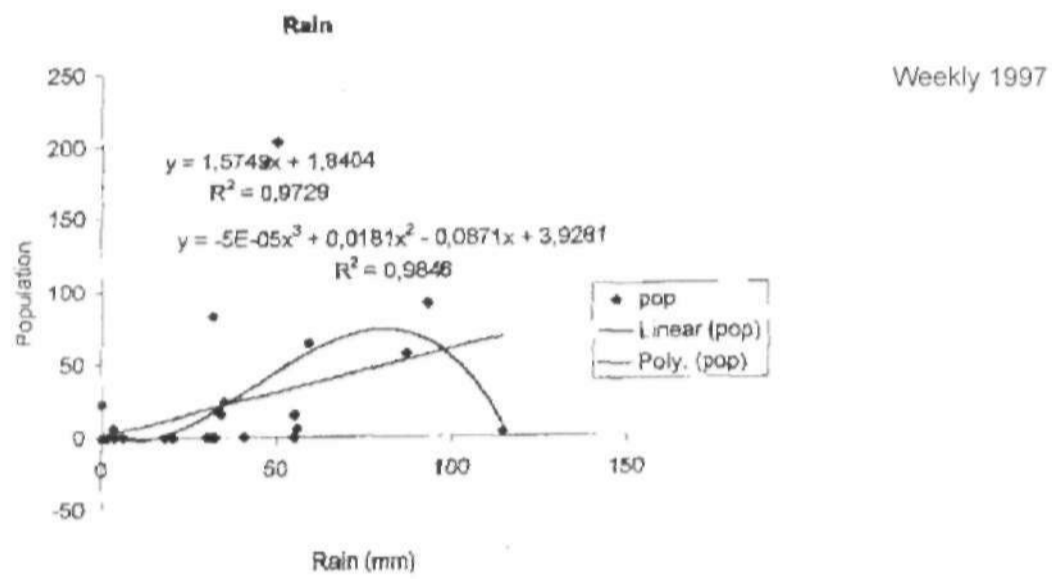 Rain
Weekly 1997
250
200
y = 1,5749x + 1,8404
R² = 0,9729
150
y = -5E-05x³ + 0,0181x² - 0,0871x + 3,9281
R² = 0,9846
Population
100
pop
Linear (pop)
Poly. (pop)
50
0
0
50
100
150
-50
Rain (mm)